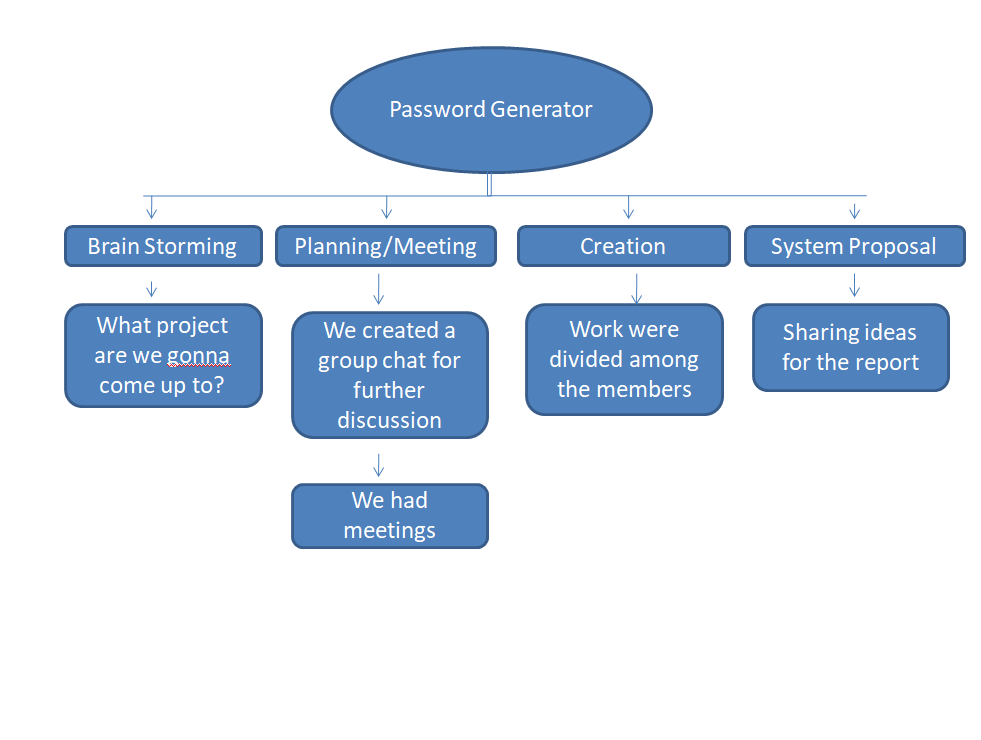 Password Generator
Brain Storming
Planning/Meeting
Creation
System Proposal
What project
are we gonna
come up to?
We created a
group chat for
further
discussion
Work were
divided among
the members
Sharing ideas
for the report
We had
meetings